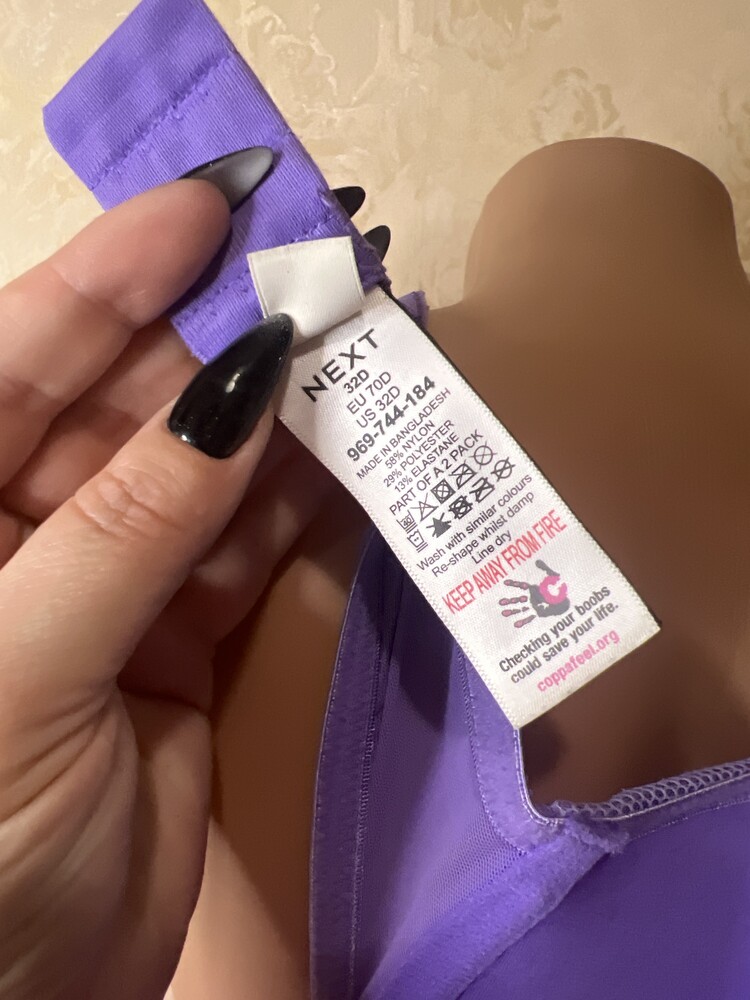 NEXT
32D
EU 70D
US 32D
969-744-184
MADE IN BANGLADESH
58% NYLON
29% POLYESTER
13% ELASTANE
PART OF A 2 PACK
Wash with similar colours
Re-shape whilst damp
Line dry
KEEP AWAY FROM FIRE
C
Checking your boobs
could save your life.
coppafeel.org